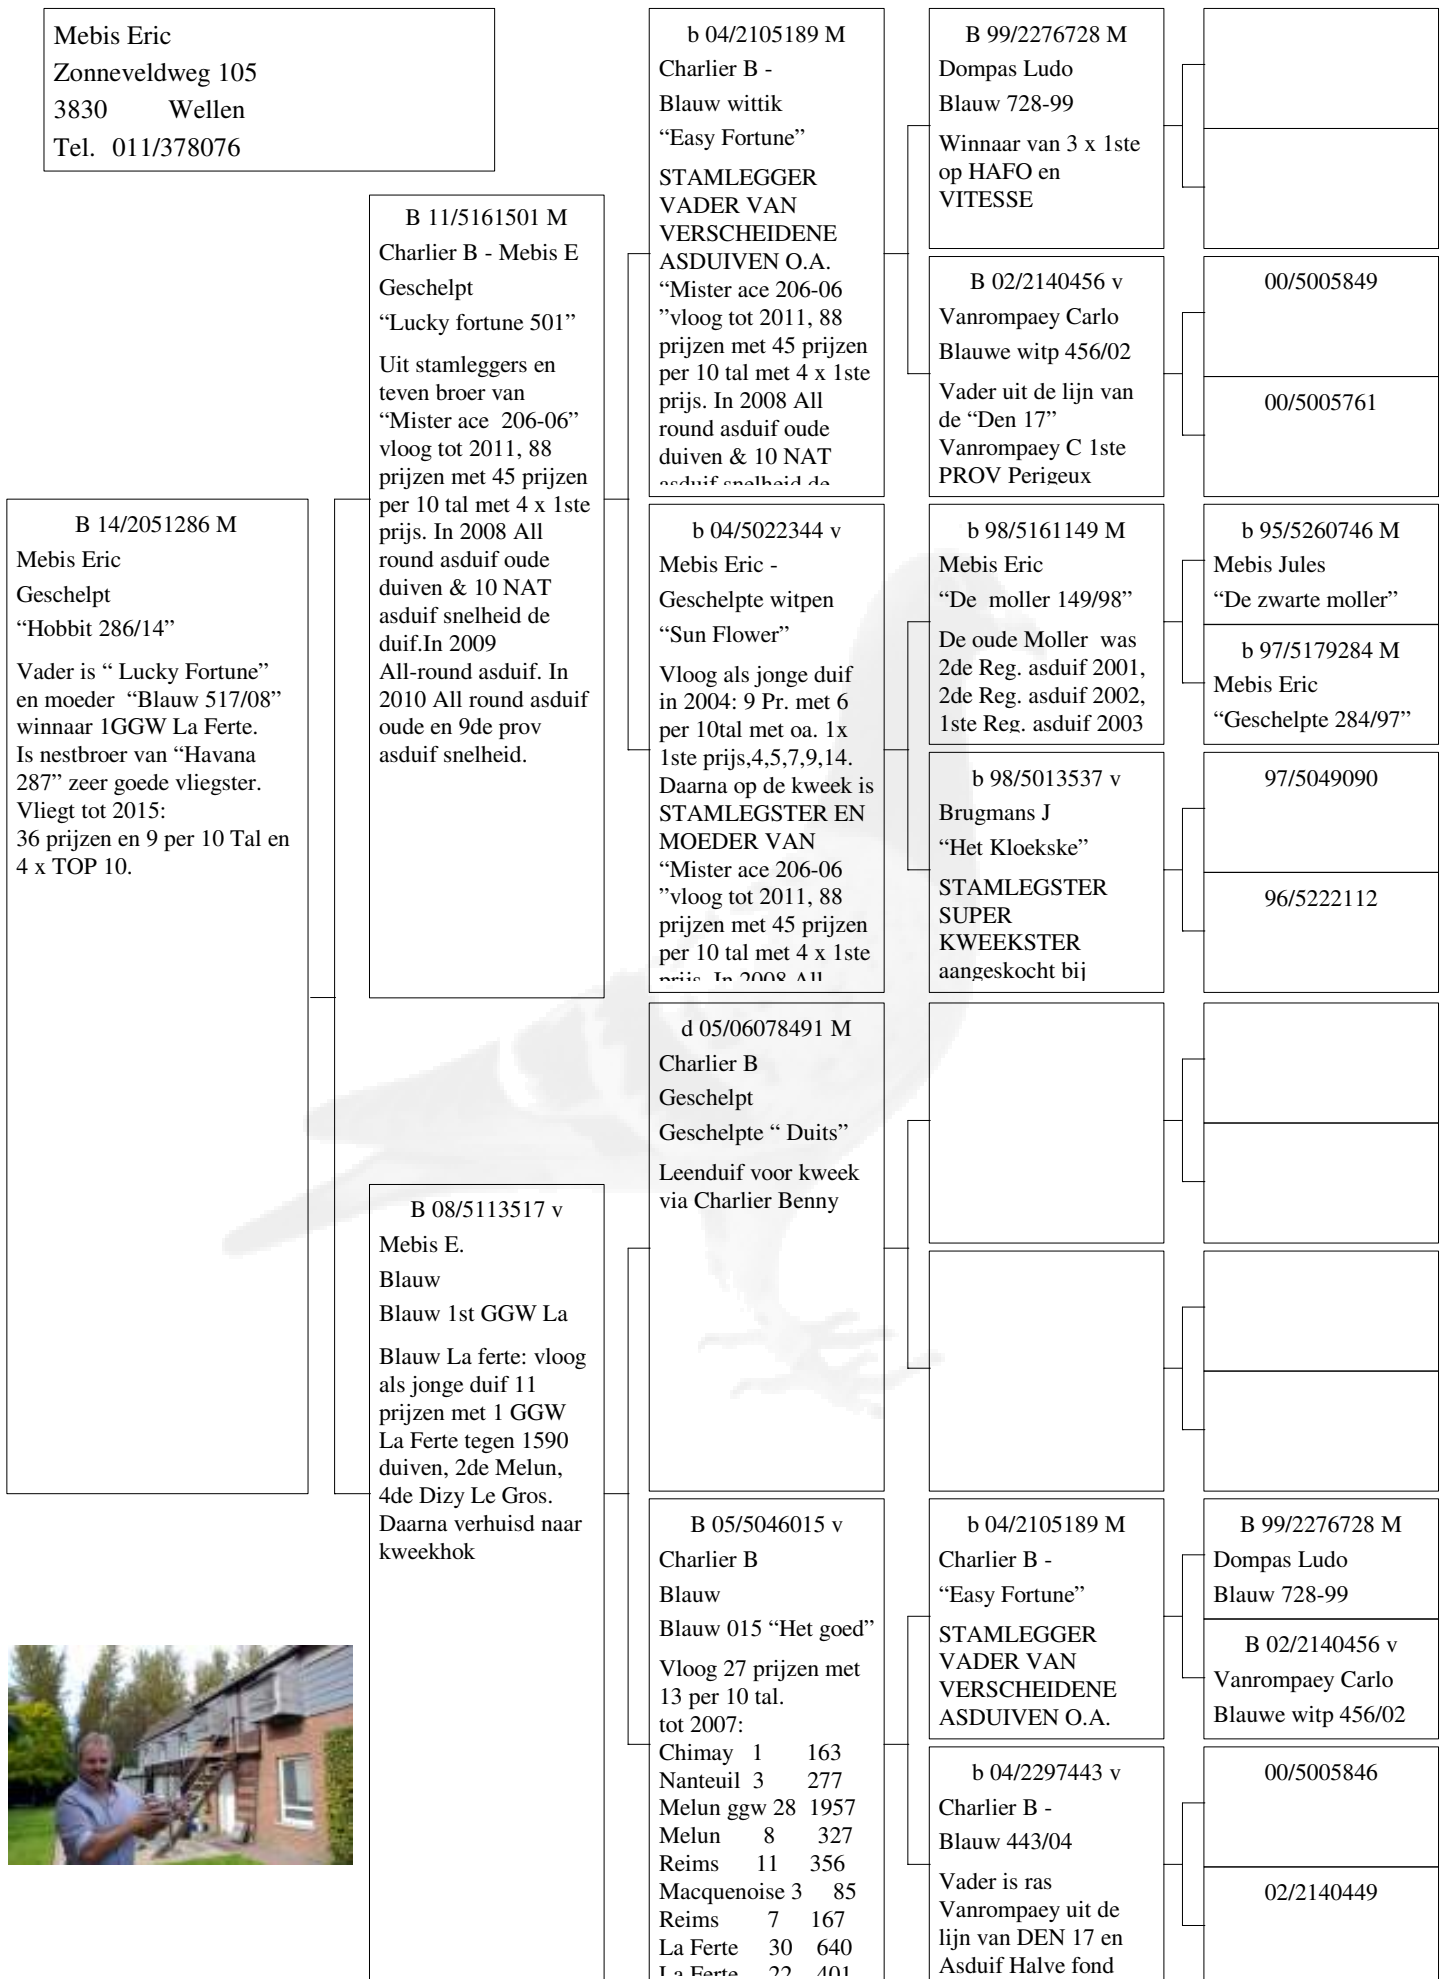 Mebis Eric
Zonneveldweg 105
3830 Wellen
Tel. 011/378076
B 14/2051286 M
Mebis Eric
Geschelpt
“Hobbit 286/14”
Vader is “ Lucky Fortune”
en moeder “Blauw 517/08”
winnaar 1GGW La Ferte.
Is nestbroer van “Havana
287” zeer goede vliegster.
Vliegt tot 2015:
36 prijzen en 9 per 10 Tal en
4 x TOP 10.
B 11/5161501 M
Charlier B - Mebis E
Geschelpt
“Lucky fortune 501”
Uit stamleggers en
teven broer van
“Mister ace 206-06”
vloog tot 2011, 88
prijzen met 45 prijzen
per 10 tal met 4 x 1ste
prijs. In 2008 All
round asduif oude
duiven & 10 NAT
asduif snelheid de
duif.In 2009
All-round asduif. In
2010 All round asduif
oude en 9de prov
asduif snelheid.
B 08/5113517 v
Mebis E.
Blauw
Blauw 1st GGW La
Blauw La ferte: vloog
als jonge duif 11
prijzen met 1 GGW
La Ferte tegen 1590
duiven, 2de Melun,
4de Dizy Le Gros.
Daarna verhuisd naar
kweekhok
b 04/2105189 M
Charlier B -
Blauw wittik
“Easy Fortune”
STAMLEGGER
VADER VAN
VERSCHEIDENE
ASDUIVEN O.A.
“Mister ace 206-06
”vloog tot 2011, 88
prijzen met 45 prijzen
per 10 tal met 4 x 1ste
prijs. In 2008 All
round asduif oude
duiven & 10 NAT
asduif snelheid de
b 04/5022344 v
Mebis Eric -
Geschelpte witpen
“Sun Flower”
Vloog als jonge duif
in 2004: 9 Pr. met 6
per 10tal met oa. 1x
1ste prijs,4,5,7,9,14.
Daarna op de kweek is
STAMLEGSTER EN
MOEDER VAN
“Mister ace 206-06
”vloog tot 2011, 88
prijzen met 45 prijzen
per 10 tal met 4 x 1ste
prijs. In 2008 All
d 05/06078491 M
Charlier B
Geschelpt
Geschelpte “ Duits”
Leenduif voor kweek
via Charlier Benny
B 05/5046015 v
Charlier B
Blauw
Blauw 015 “Het goed”
Vloog 27 prijzen met
13 per 10 tal.
tot 2007:
Chimay 1 163
Nanteuil 3 277
Melun ggw 28 1957
Melun 8 327
Reims 11 356
Macquenoise 3 85
Reims 7 167
La Ferte 30 640
La Ferte 22 401
B 99/2276728 M
Dompas Ludo
Blauw 728-99
Winnaar van 3 x 1ste
op HAFO en
VITESSE
B 02/2140456 v
Vanrompaey Carlo
Blauwe witp 456/02
Vader uit de lijn van
de “Den 17”
Vanrompaey C 1ste
PROV Perigeux
b 98/5161149 M
Mebis Eric
“De moller 149/98”
De oude Moller was
2de Reg. asduif 2001,
2de Reg. asduif 2002,
1ste Reg. asduif 2003
b 98/5013537 v
Brugmans J
“Het Kloekske”
STAMLEGSTER
SUPER
KWEEKSTER
aangeskocht bij
b 04/2105189 M
Charlier B -
“Easy Fortune”
STAMLEGGER
VADER VAN
VERSCHEIDENE
ASDUIVEN O.A.
b 04/2297443 v
Charlier B -
Blauw 443/04
Vader is ras
Vanrompaey uit de
lijn van DEN 17 en
Asduif Halve fond
00/5005849
00/5005761
b 95/5260746 M
Mebis Jules
“De zwarte moller”
b 97/5179284 M
Mebis Eric
“Geschelpte 284/97”
97/5049090
96/5222112
B 99/2276728 M
Dompas Ludo
Blauw 728-99
B 02/2140456 v
Vanrompaey Carlo
Blauwe witp 456/02
00/5005846
02/2140449